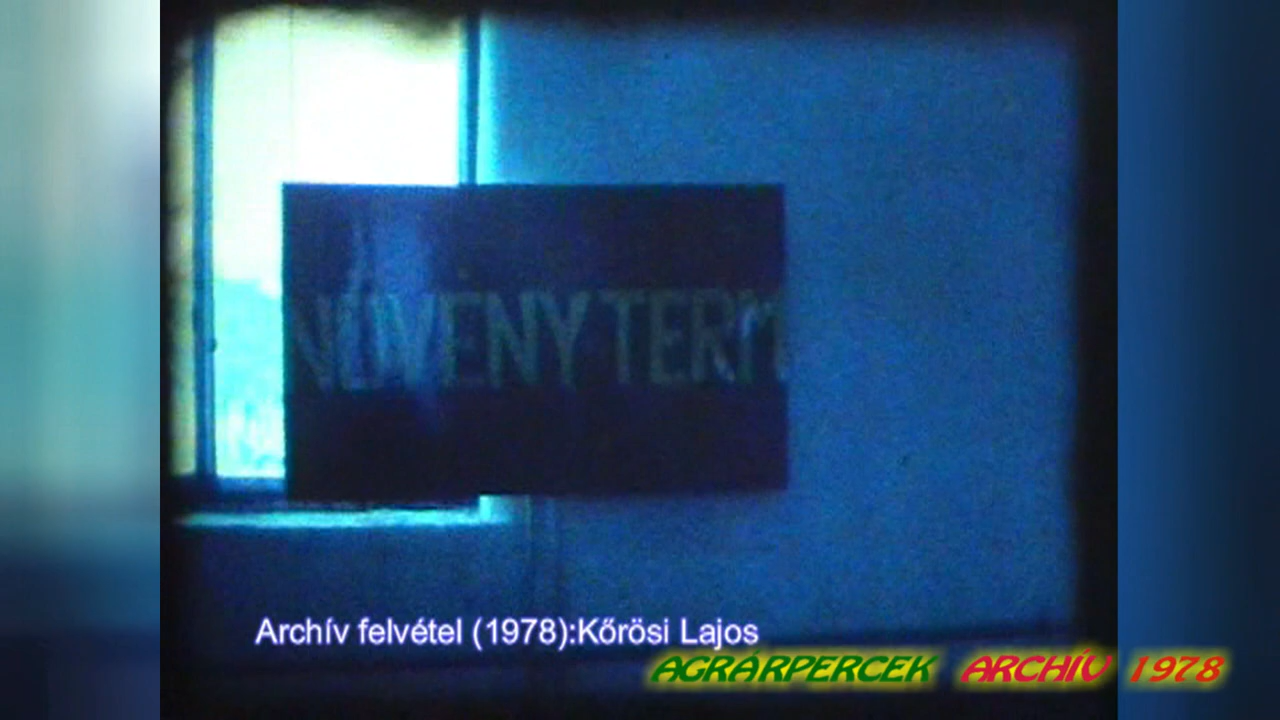 NÖVÉNYTERM
Archív felvétel (1978):Kőrösi Lajos
AGRÁRPERCEK ARCHÍV 1978